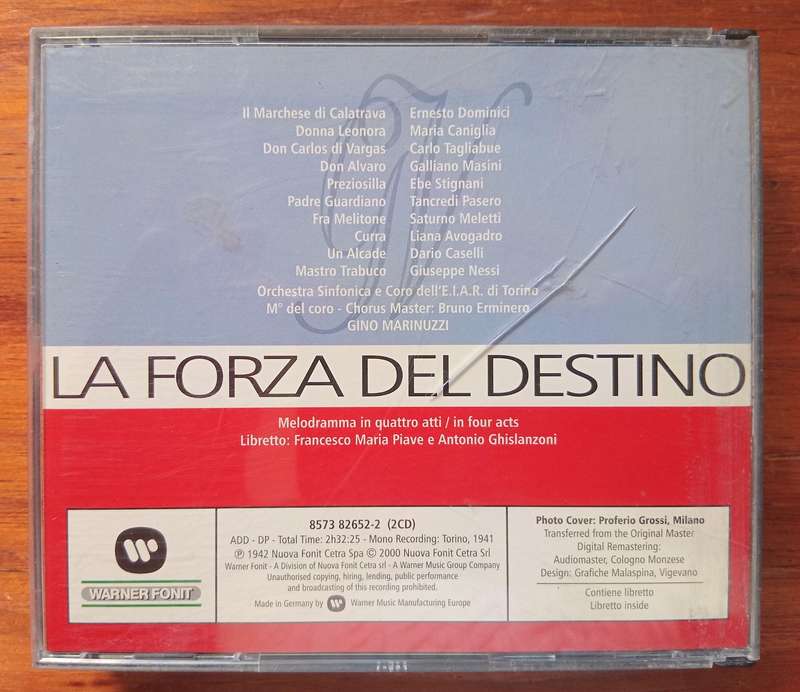 Il Marchese di Calatrava Ernesto Dominici
Donna Leonora Maria Caniglia
Don Carlos di Vargas Carlo Tagliabue
Don Alvaro Galliano Masini
Preziosilla Ebe Stignani
Padre Guardiano Tancredi Pasero
Fra Melitone Saturno Meletti
Curra Liana Avogadro
Un Alcade Dario Caselli
Mastro Trabuco Giuseppe Nessi
Orchestra Sinfonica e Coro dell'E.I.A.R. di Torino
M° del coro - Chorus Master: Bruno Erminero
GINO MARINUZZI
LA FORZA DEL DESTINO
Melodramma in quattro atti / in four acts
Libretto: Francesco Maria Piave e Antonio Ghislanzoni
WARNER FONIT
8573 82652-2 (2CD)
ADD - DP - Total Time: 2h32:25 - Mono Recording: Torino, 1941
℗ 1942 Nuova Fonit Cetra Spa © 2000 Nuova Fonit Cetra Srl
Warner Fonit - A Division of Nuova Fonit Cetra srl - A Warner Music Group Company
Unauthorised copying, hiring, lending, public performance
and broadcasting of this recording prohibited.
Made in Germany by Warner Music Manufacturing Europe
Photo Cover: Proferio Grossi, Milano
Transferred from the Original Master
Digital Remastering:
Audiomaster, Cologno Monzese
Design: Grafiche Malaspina, Vigevano
Contiene libretto
Libretto inside